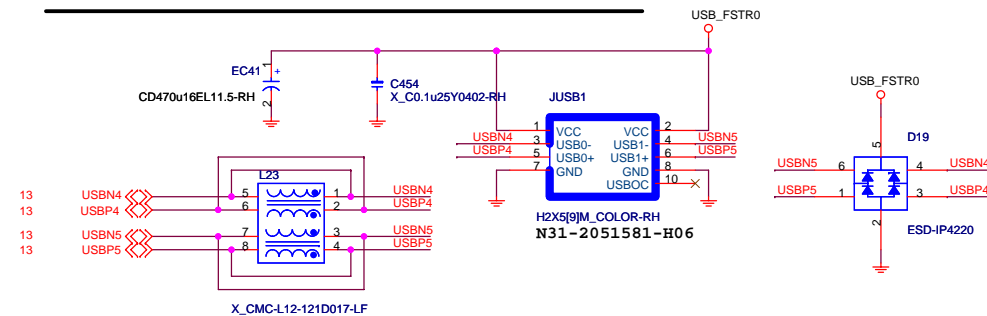 USB_FSTR0
EC41
1
+
2
CD470u16EL11.5-RH
C454
X_C0.1u25Y0402-RH
JUSB1
1 VCC VCC 2
USBN4 3 USB0- USB1- 4 USBN5
USBP4 5 USB0+ USB1+ 6 USBP5
7 GND GND 8
USBOC 10
H2X5[9]M_COLOR-RH
N31-2051581-H06
USB_FSTR0
D19
5
USBN5 6 4 USBN4
USBP5 1 3 USBP4
2
ESD-IP4220
L23
13 USBN4 5 1 USBN4
13 USBP4 6 2 USBP4
13 USBN5 7 3 USBN5
13 USBP5 8 4 USBP5
X_CMC-L12-121D017-LF